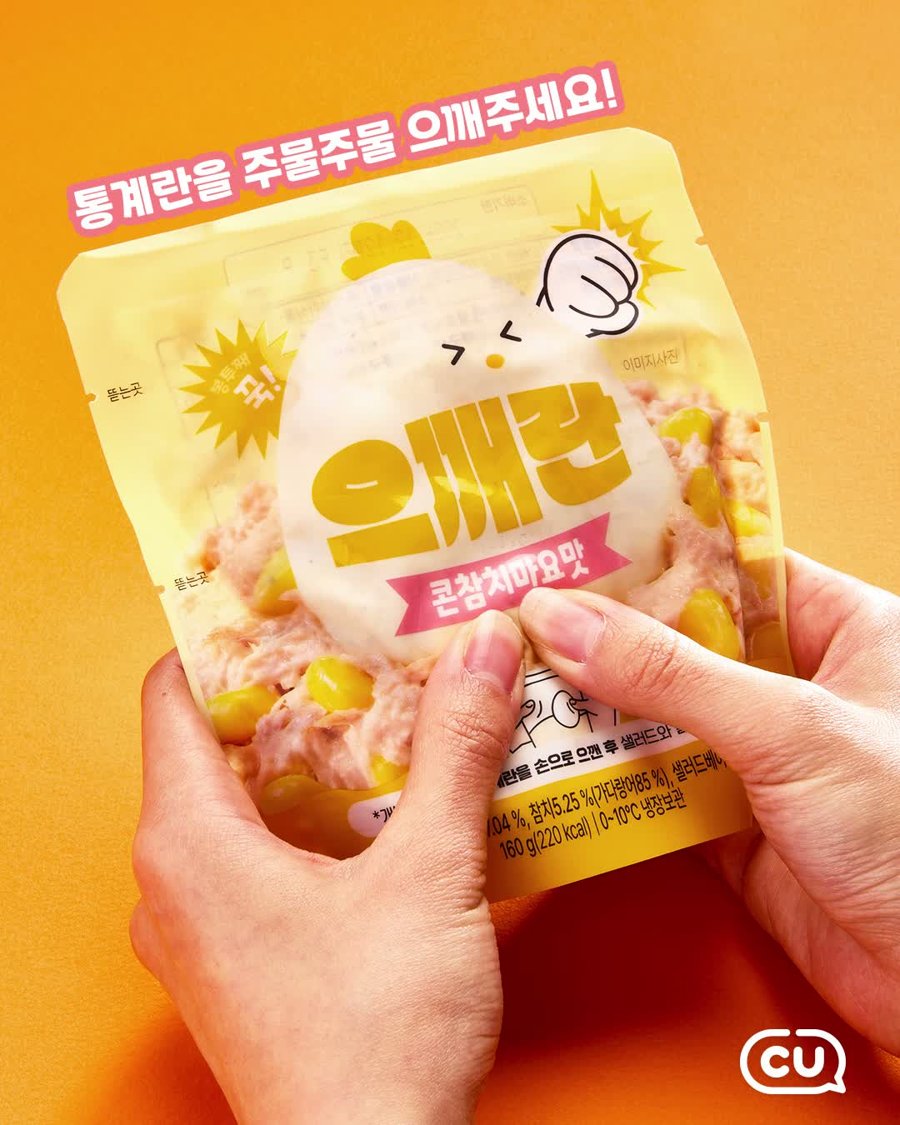 통계란을 주물주물 으깨주세요!
뜯는곳
꾹!
이미지사진
으깨란
콘참치마요맛
뜯는곳
란을 손으로 으깬 후 샐러드와
.04 %, 참치5.25 %(가다랑어85 %), 샐러드베이
160 g(220 kcal) | 0~10℃ 냉장보관
CU